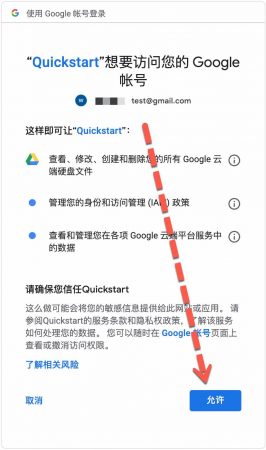 使用 Google 帐号登录
“Quickstart”想要访问您的 Google
帐号
W
test@gmail.com
这样即可让“Quickstart”：
查看、修改、创建和删除您的所有 Google 云
端硬盘文件
管理您的身份和访问管理 (IAM) 政策
查看和管理您在各项 Google 云端平台服务中
的数据
请确保您信任Quickstart
这么做可能会将您的敏感信息提供给此网站或应用。 请
参阅Quickstart的服务条款和隐私权政策，了解该服务
如何处理您的数据。 您可以随时在 Google 帐号页面上
查看或撤消访问权限。
了解相关风险
取消
允许